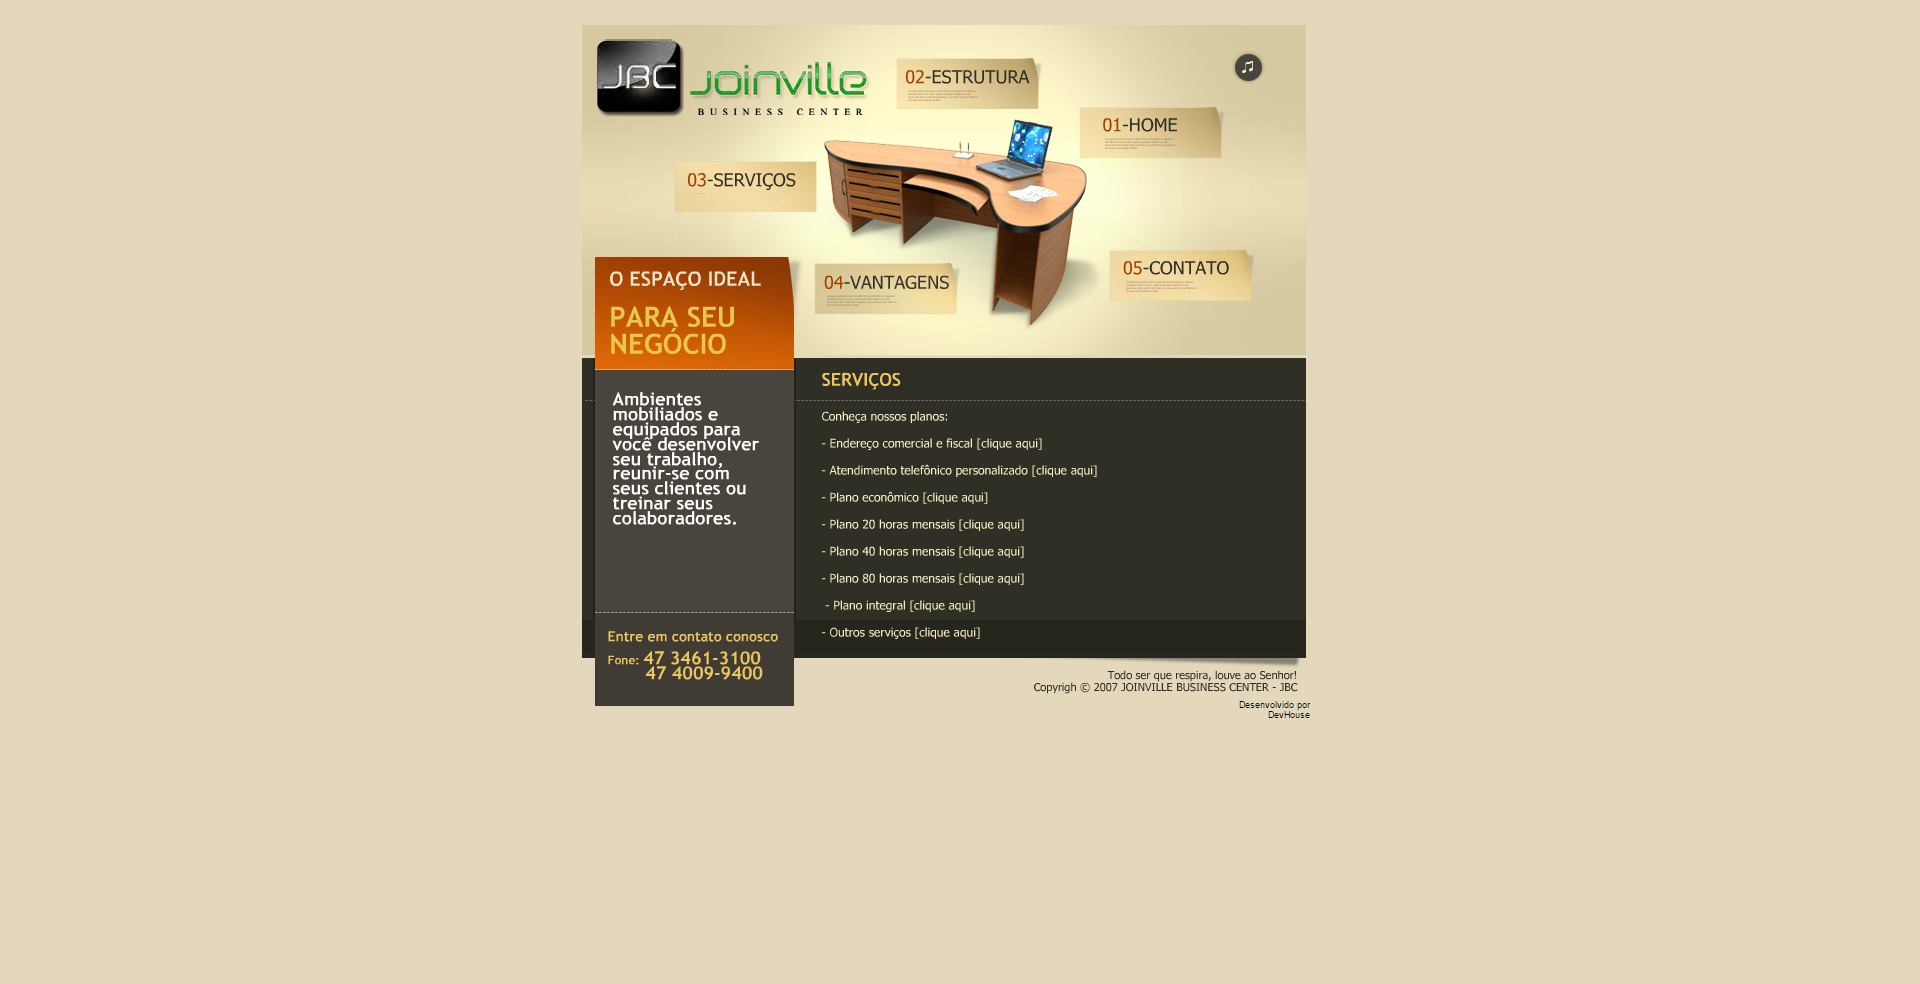 JBC
Joinville
BUSINESS CENTER
02-ESTRUTURA
01-HOME
03-SERVIÇOS
04-VANTAGENS
05-CONTATO
O ESPAÇO IDEAL
PARA SEU
NEGÓCIO
Ambientes
mobiliados e
equipados para
você desenvolver
seu trabalho,
reunir-se com
seus clientes ou
treinar seus
colaboradores.
Entre em contato conosco
Fone: 47 3461-3100
47 4009-9400
SERVIÇOS
Conheça nossos planos:
- Endereço comercial e fiscal [clique aqui]
- Atendimento telefônico personalizado [clique aqui]
- Plano econômico [clique aqui]
- Plano 20 horas mensais [clique aqui]
- Plano 40 horas mensais [clique aqui]
- Plano 80 horas mensais [clique aqui]
- Plano integral [clique aqui]
- Outros serviços [clique aqui]
Todo ser que respira, louve ao Senhor!
Copyrigh © 2007 JOINVILLE BUSINESS CENTER - JBC
Desenvolvido por
DevHouse